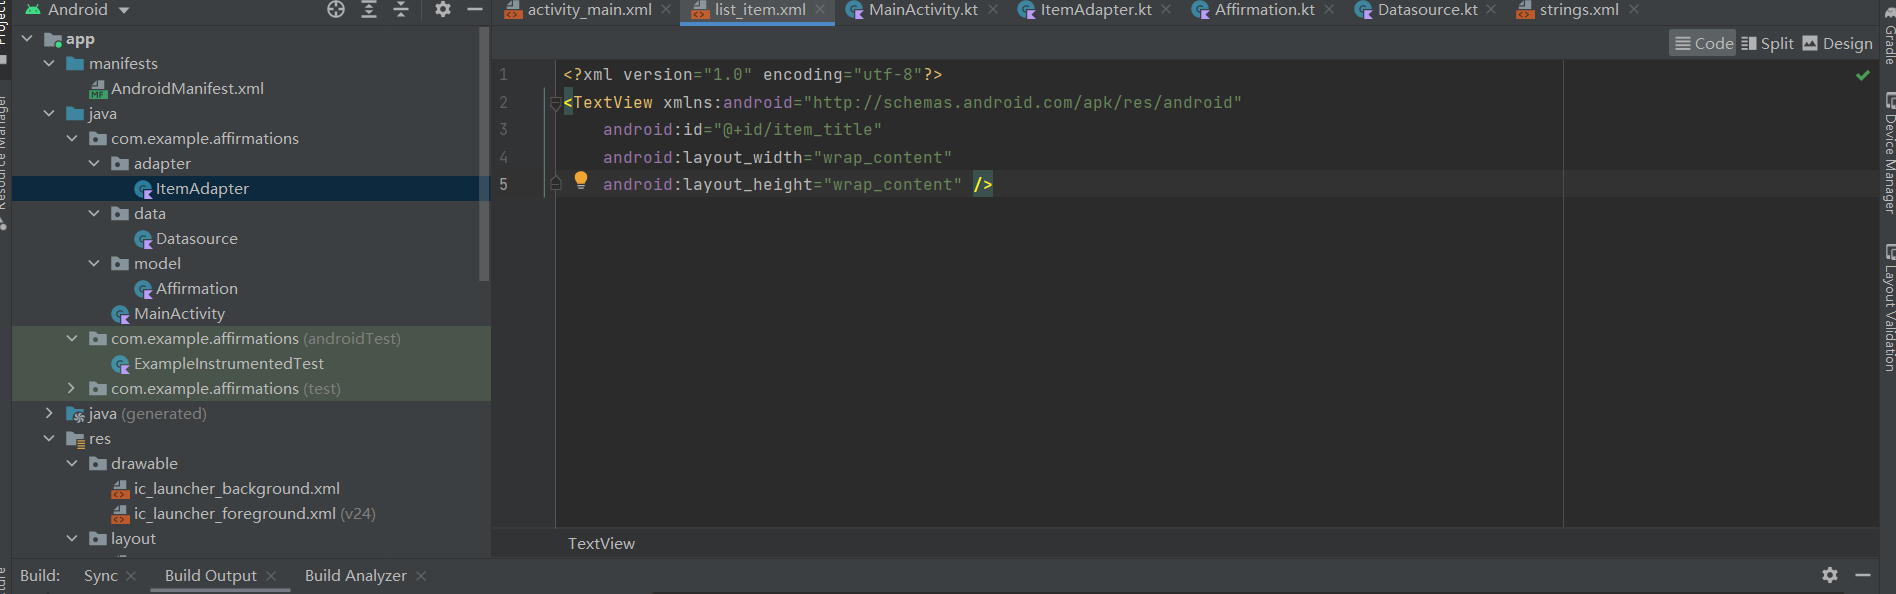 Android
activity_main.xml
list_item.xml
MainActivity.kt
ItemAdapter.kt
Affirmation.kt
Datasource.kt
strings.xml
Code
Split
Design
app
manifests
AndroidManifest.xml
java
com.example.affirmations
adapter
ItemAdapter
data
Datasource
model
Affirmation
MainActivity
com.example.affirmations (androidTest)
ExampleInstrumentedTest
com.example.affirmations (test)
java (generated)
res
drawable
ic_launcher_background.xml
ic_launcher_foreground.xml (v24)
layout
1 <?xml version="1.0" encoding="utf-8"?>
2 <TextView xmlns:android="http://schemas.android.com/apk/res/android"
3 android:id="@+id/item_title"
4 android:layout_width="wrap_content"
5 android:layout_height="wrap_content" />
TextView
Build:
Sync
Build Output
Build Analyzer
Project
Resource Manager
Gradle
Device Manager
Layout Validation